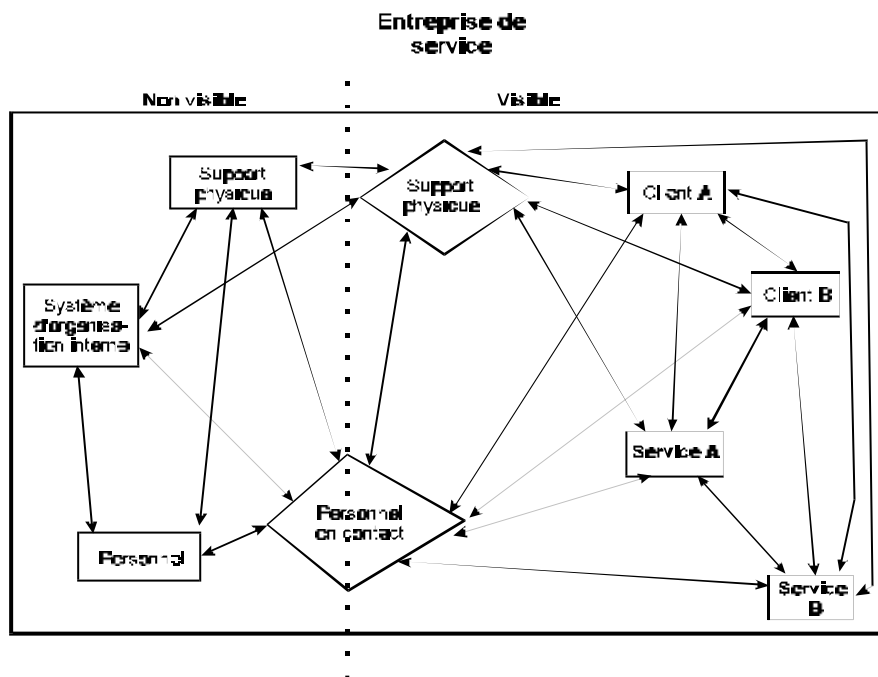 Entreprise de
service
Non visible
Visible
Support
physique
Support
physique
Client A
Client B
Système
d'organisa-
tion interne
Service A
Personnel
en contact
Personnel
Service
B